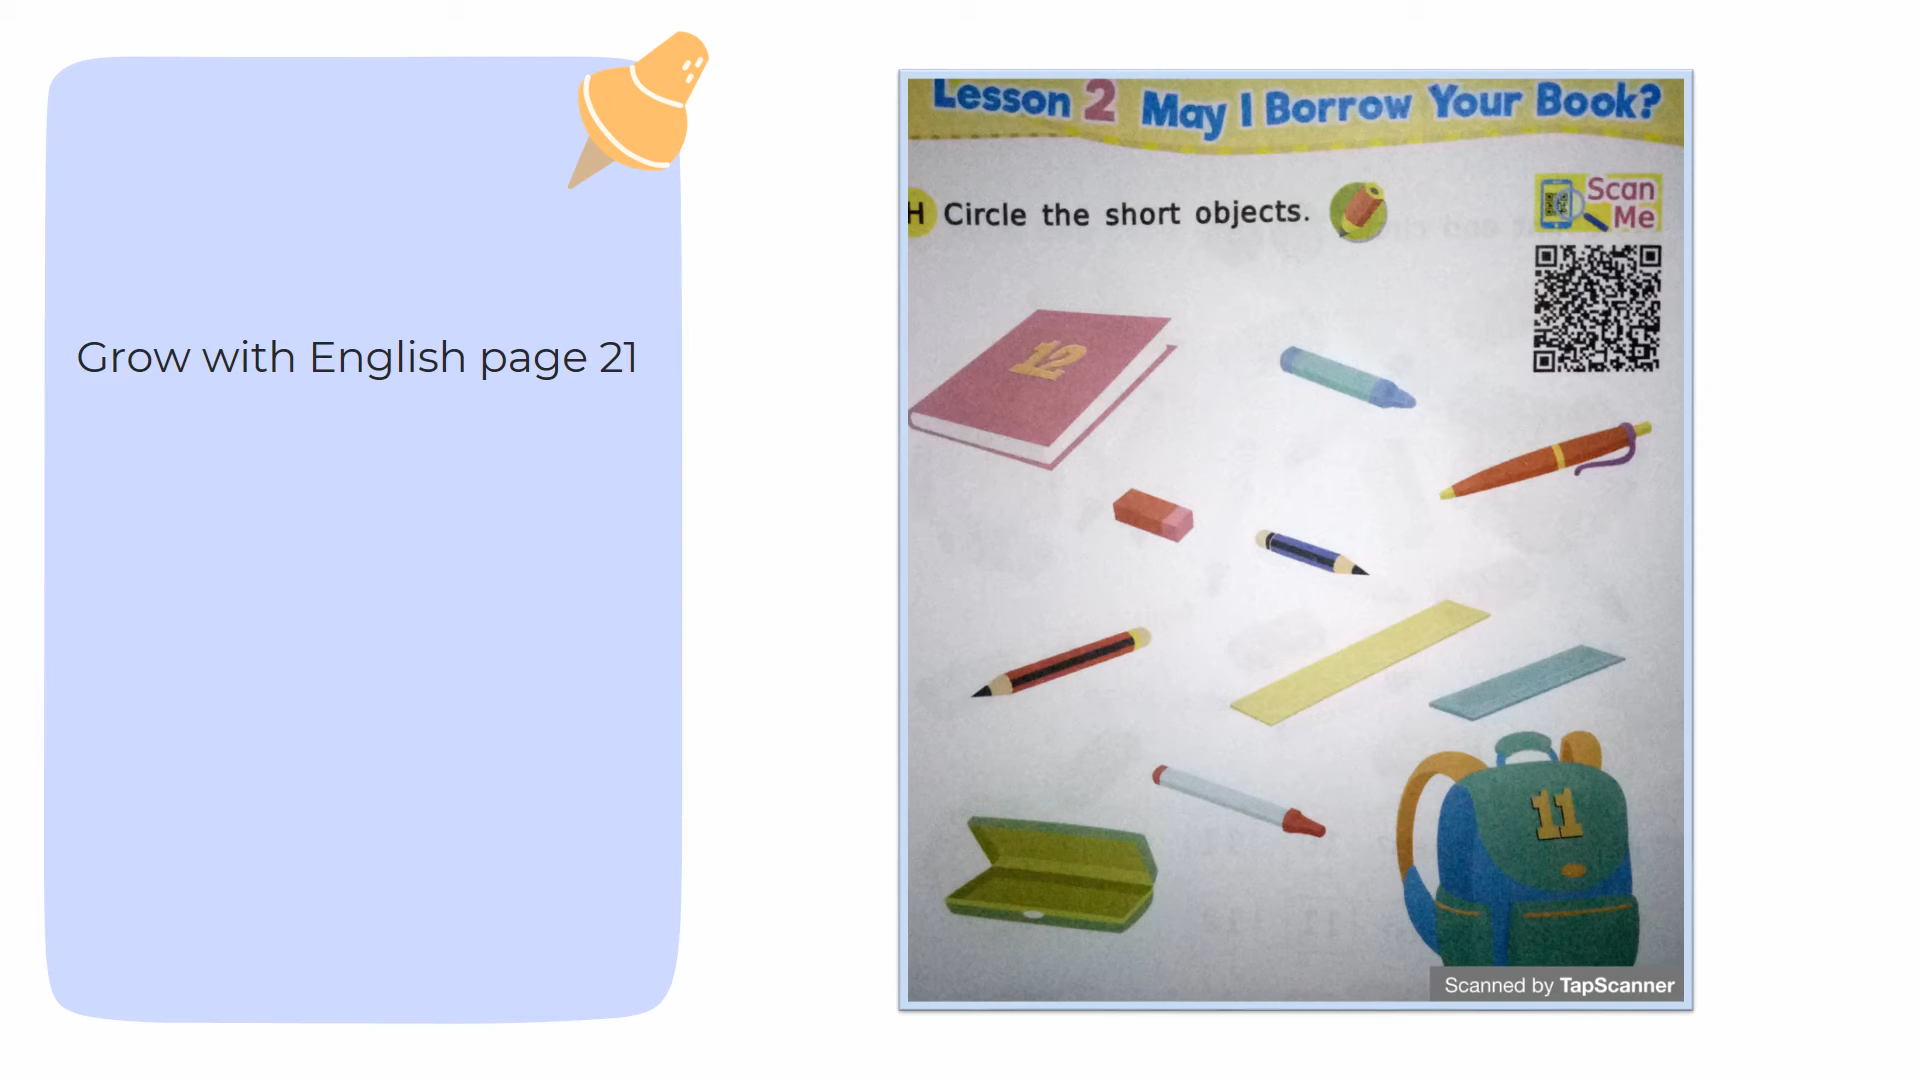 Grow with English page 21
Lesson 2 May I Borrow Your Book?
H Circle the short objects.
Scan
Me
12
11
Scanned by TapScanner